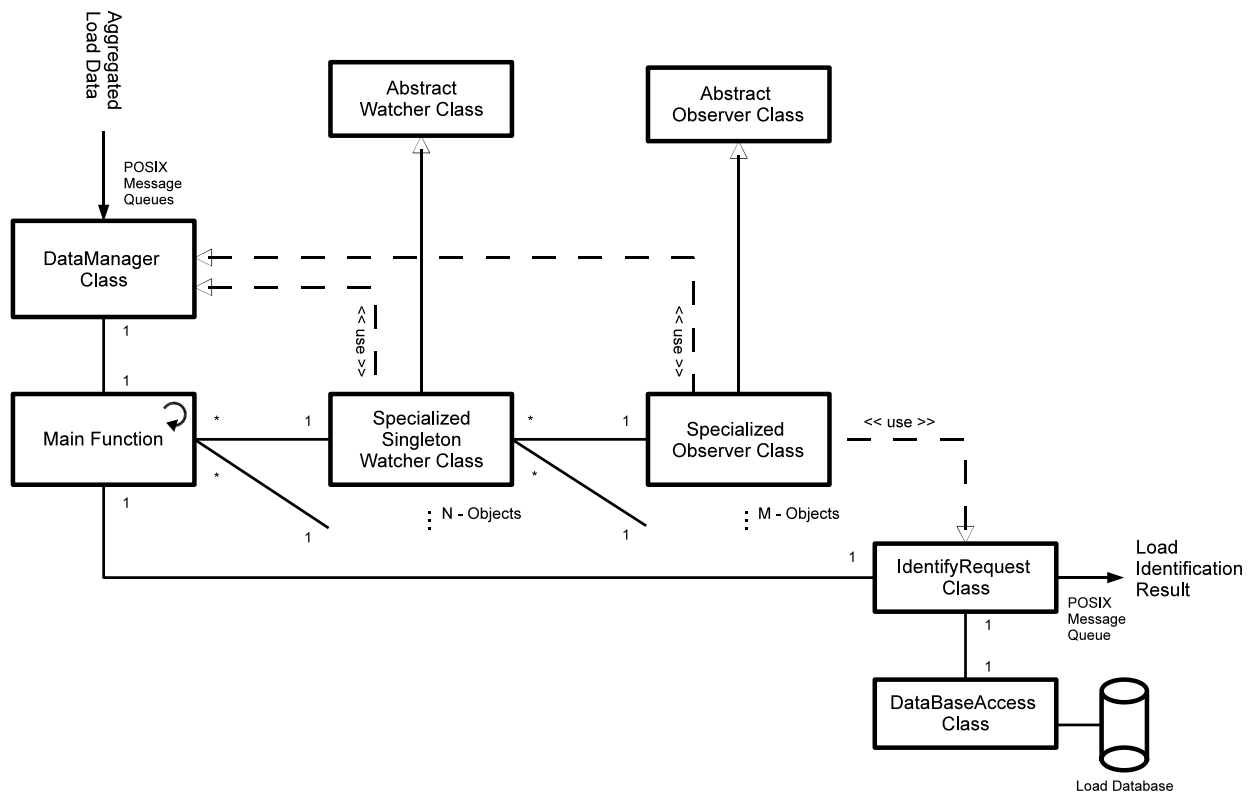 Aggregated
Load Data
POSIX
Message
Queues
Abstract
Watcher Class
Abstract
Observer Class
DataManager
Class
<< use >>
<< use >>
1
1
Main Function
*
1
*
1
1
Specialized
Singleton
Watcher Class
*
1
*
1
Specialized
Observer Class
<< use >>
N - Objects
M - Objects
1
IdentifyRequest
Class
Load
Identification
Result
POSIX
Message
Queue
1
1
DataBaseAccess
Class
Load Database